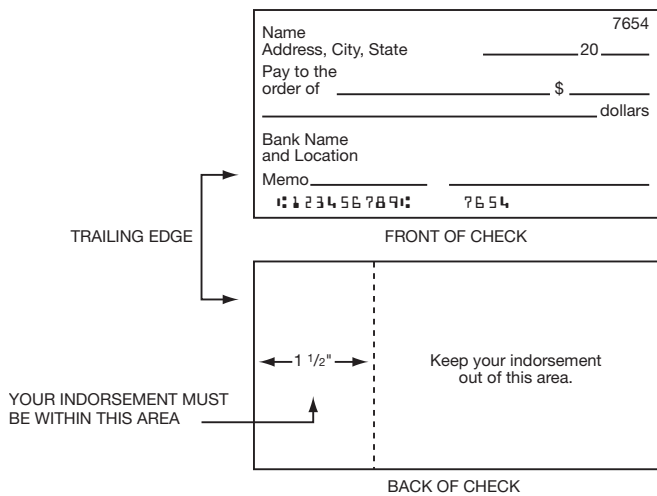 7654
Name
Address, City, State 20
Pay to the
order of $
dollars
Bank Name
and Location
Memo
⑆123456789⑆ 7654
TRAILING EDGE
FRONT OF CHECK
1 1/2"
Keep your indorsement
out of this area.
YOUR INDORSEMENT MUST
BE WITHIN THIS AREA
BACK OF CHECK